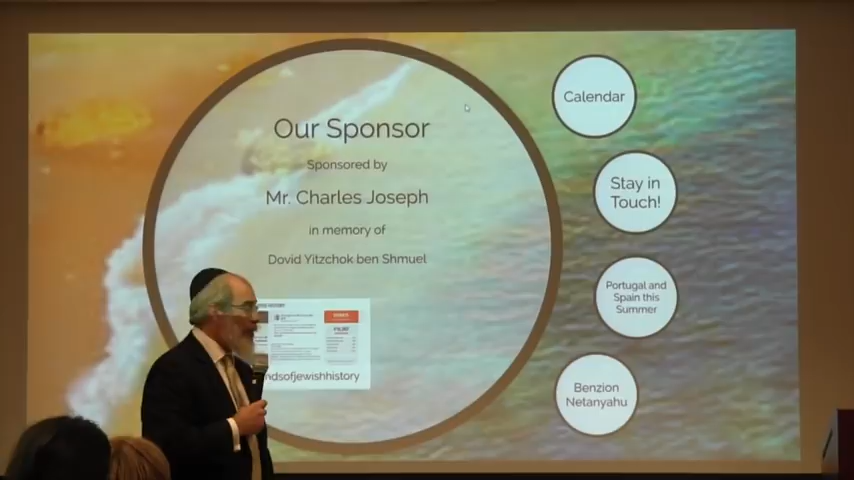 Our Sponsor
Sponsored by
Mr. Charles Joseph
in memory of
Dovid Yitzchok ben Shmuel
HISTORY
ndsofjewishhistory
Calendar
Stay in
Touch!
Portugal and
Spain this
Summer
Benzion
Netanyahu